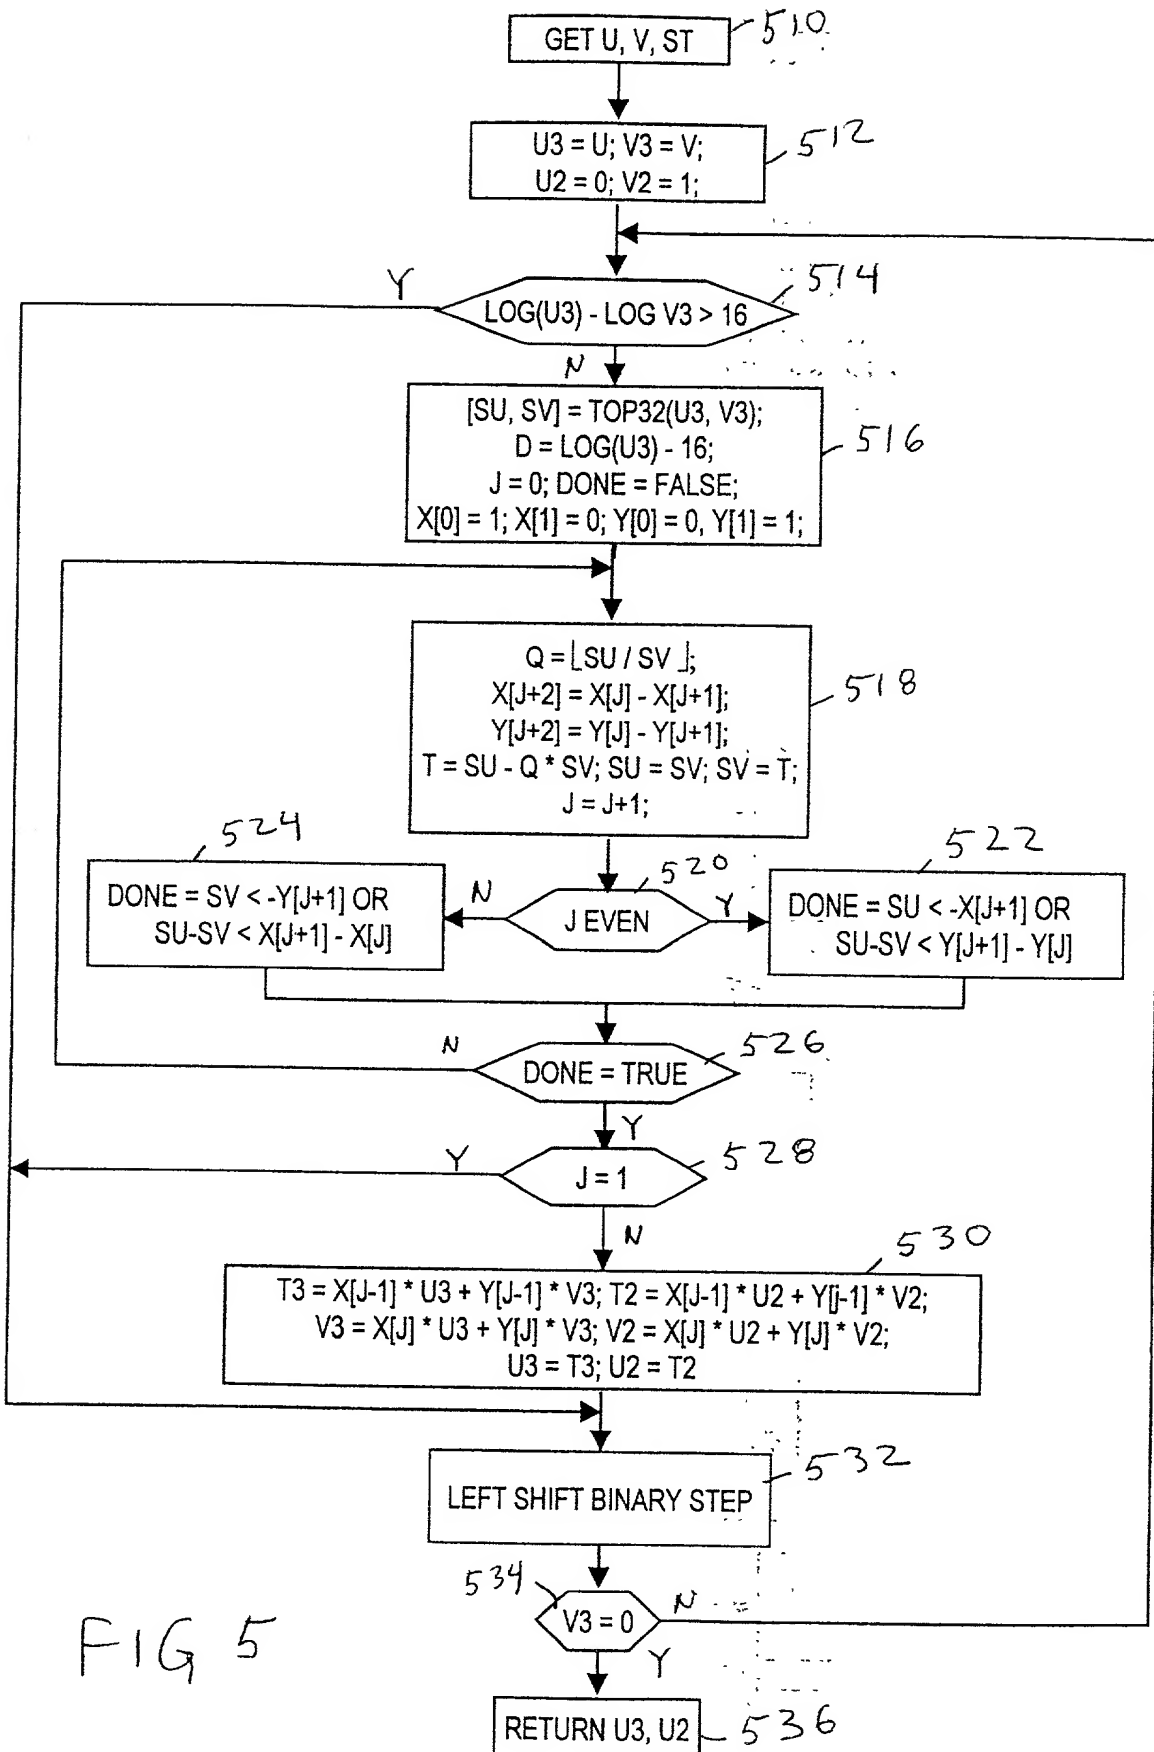 GET U, V, ST
510
U3 = U; V3 = V;
U2 = 0; V2 = 1;
512
Y
LOG(U3) - LOG V3 > 16
514
N
[SU, SV] = TOP32(U3, V3);
D = LOG(U3) - 16;
J = 0; DONE = FALSE;
X[0] = 1; X[1] = 0; Y[0] = 0, Y[1] = 1;
516
Q = ⌊SU / SV⌋;
X[J+2] = X[J] - X[J+1];
Y[J+2] = Y[J] - Y[J+1];
T = SU - Q * SV; SU = SV; SV = T;
J = J+1;
518
524
DONE = SV < -Y[J+1] OR
SU-SV < X[J+1] - X[J]
N
J EVEN
520
Y
522
DONE = SU < -X[J+1] OR
SU-SV < Y[J+1] - Y[J]
N
DONE = TRUE
526
Y
Y
J = 1
528
N
530
T3 = X[J-1] * U3 + Y[J-1] * V3; T2 = X[J-1] * U2 + Y[j-1] * V2;
V3 = X[J] * U3 + Y[J] * V3; V2 = X[J] * U2 + Y[J] * V2;
U3 = T3; U2 = T2
LEFT SHIFT BINARY STEP
532
534
V3 = 0
N
Y
RETURN U3, U2
536
FIG 5